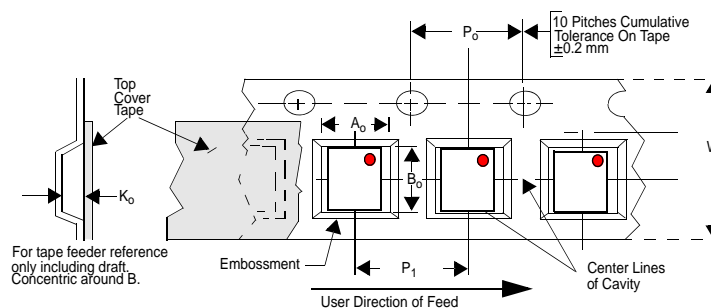 10 Pitches Cumulative
Tolerance On Tape
±0.2 mm
Po
Top
Cover
Tape
Ao
Bo
Ko
For tape feeder reference
only including draft.
Concentric around B.
Embossment
P1
Center Lines
of Cavity
User Direction of Feed